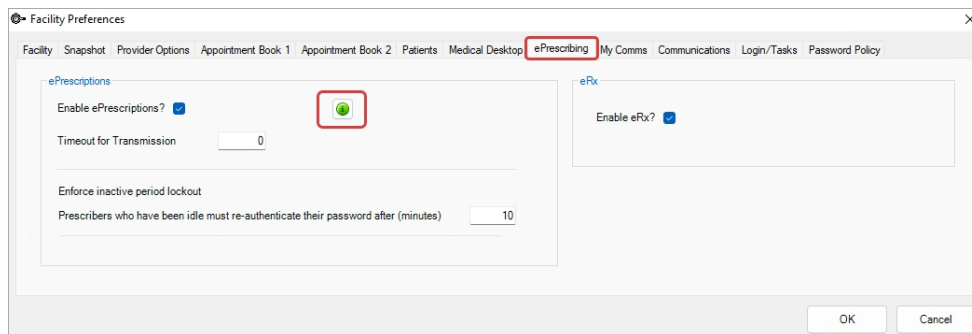 Facility Preferences
Facility Snapshot Provider Options Appointment Book 1 Appointment Book 2 Patients Medical Desktop ePrescribing My Comms Communications Login/Tasks Password Policy
ePrescriptions
Enable ePrescriptions?
Timeout for Transmission 0
Enforce inactive period lockout
Prescribers who have been idle must re-authenticate their password after (minutes) 10
eRx
Enable eRx?
OK Cancel